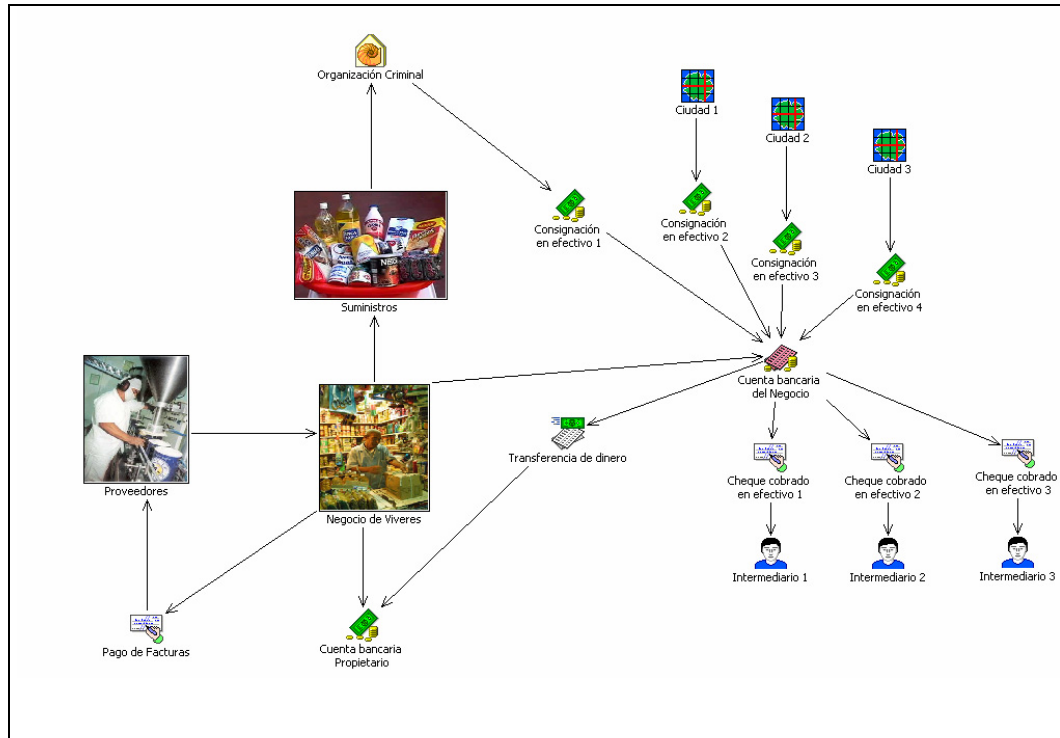 Organización Criminal
Ciudad 1
Ciudad 2
Ciudad 3
Consignación
en efectivo 1
Consignación
en efectivo 2
Consignación
en efectivo 3
Consignación
en efectivo 4
Suministros
Cuenta bancaria
del Negocio
Transferencia de dinero
Proveedores
Negocio de Viveres
Cheque cobrado
en efectivo 1
Cheque cobrado
en efectivo 2
Cheque cobrado
en efectivo 3
Intermediario 1
Intermediario 2
Intermediario 3
Pago de Facturas
Cuenta bancaria
Propietario